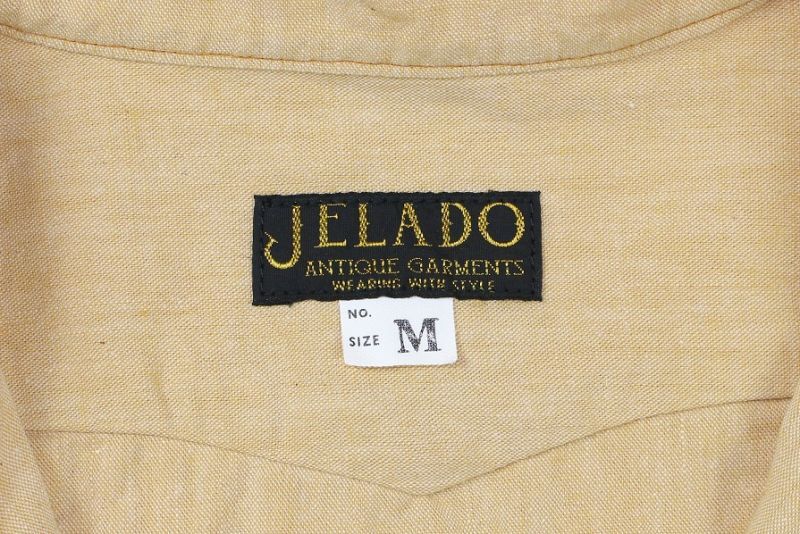 JELADO
ANTIQUE GARMENTS
WEARING WITH STYLE
NO.
SIZE M